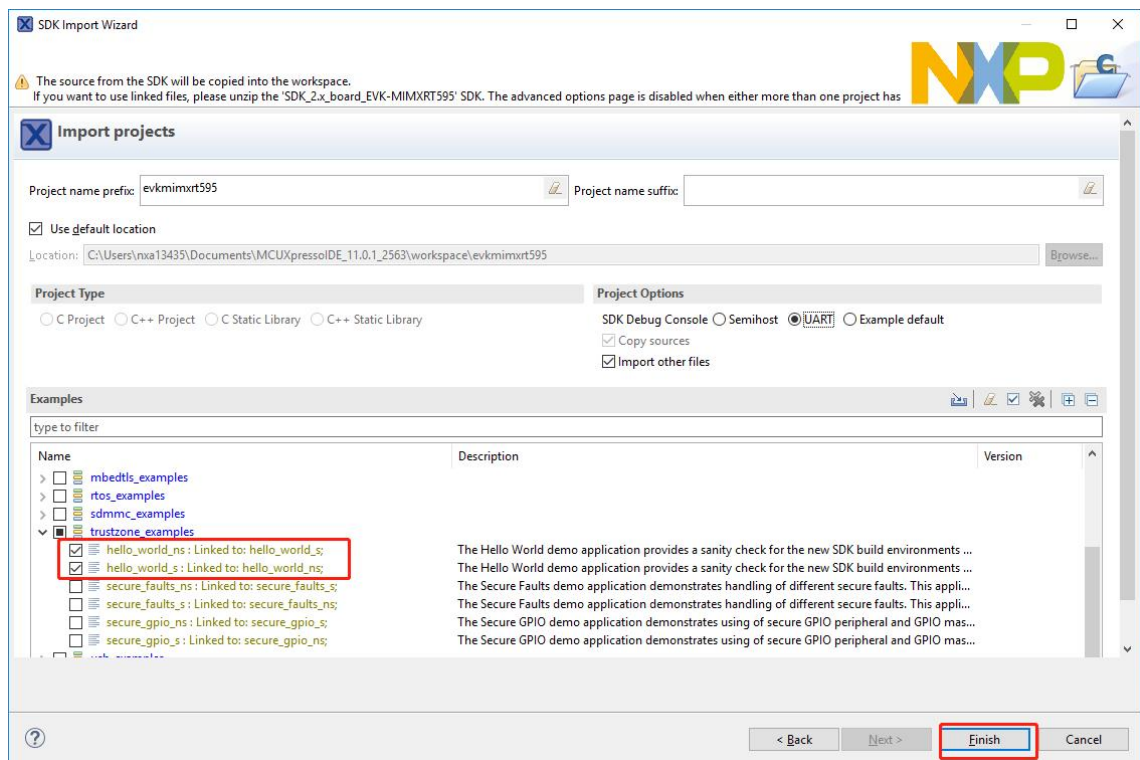 SDK Import Wizard
The source from the SDK will be copied into the workspace.
If you want to use linked files, please unzip the 'SDK_2.x_board_EVK-MIMXRT595' SDK. The advanced options page is disabled when either more than one project has
NXP
C
Import projects
Project name prefix: evkmimxrt595 Project name suffix:
Use default location
Location: C:\Users\nxa13435\Documents\MCUXpressoIDE_11.0.1_2563\workspace\evkmimxrt595 Browse...
Project Type Project Options
C Project C++ Project C Static Library C++ Static Library SDK Debug Console Semihost UART Example default
Copy sources
Import other files
Examples
type to filter
Name Description Version
mbedtls_examples
rtos_examples
sdmmc_examples
trustzone_examples
hello_world_ns : Linked to: hello_world_s; The Hello World demo application provides a sanity check for the new SDK build environments ...
hello_world_s : Linked to: hello_world_ns; The Hello World demo application provides a sanity check for the new SDK build environments ...
secure_faults_ns : Linked to: secure_faults_s; The Secure Faults demo application demonstrates handling of different secure faults. This appli...
secure_faults_s : Linked to: secure_faults_ns; The Secure Faults demo application demonstrates handling of different secure faults. This appli...
secure_gpio_ns : Linked to: secure_gpio_s; The Secure GPIO demo application demonstrates using of secure GPIO peripheral and GPIO mas...
secure_gpio_s : Linked to: secure_gpio_ns; The Secure GPIO demo application demonstrates using of secure GPIO peripheral and GPIO mas...
? < Back Next > Finish Cancel